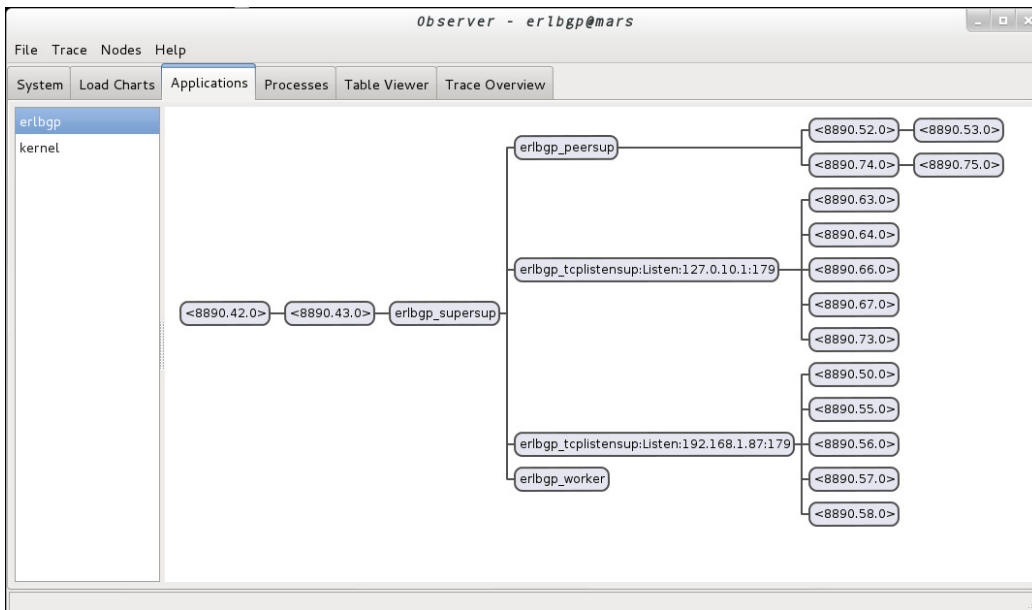 Observer - erlbgp@mars
File Trace Nodes Help
System Load Charts Applications Processes Table Viewer Trace Overview
erlbgp
kernel
<8890.42.0>
<8890.43.0>
erlbgp_supersup
erlbgp_peersup
<8890.52.0>
<8890.53.0>
<8890.74.0>
<8890.75.0>
erlbgp_tcplistensup:Listen:127.0.10.1:179
<8890.63.0>
<8890.64.0>
<8890.66.0>
<8890.67.0>
<8890.73.0>
erlbgp_tcplistensup:Listen:192.168.1.87:179
<8890.50.0>
<8890.55.0>
<8890.56.0>
<8890.57.0>
<8890.58.0>
erlbgp_worker